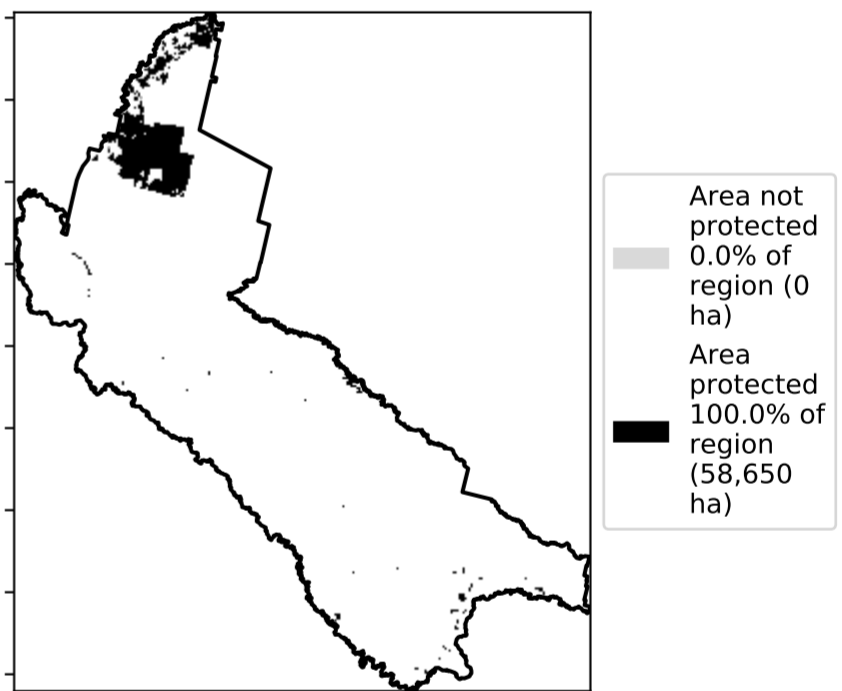 Area not
protected
0.0% of
region (0
ha)
Area
protected
100.0% of
region
(58,650
ha)